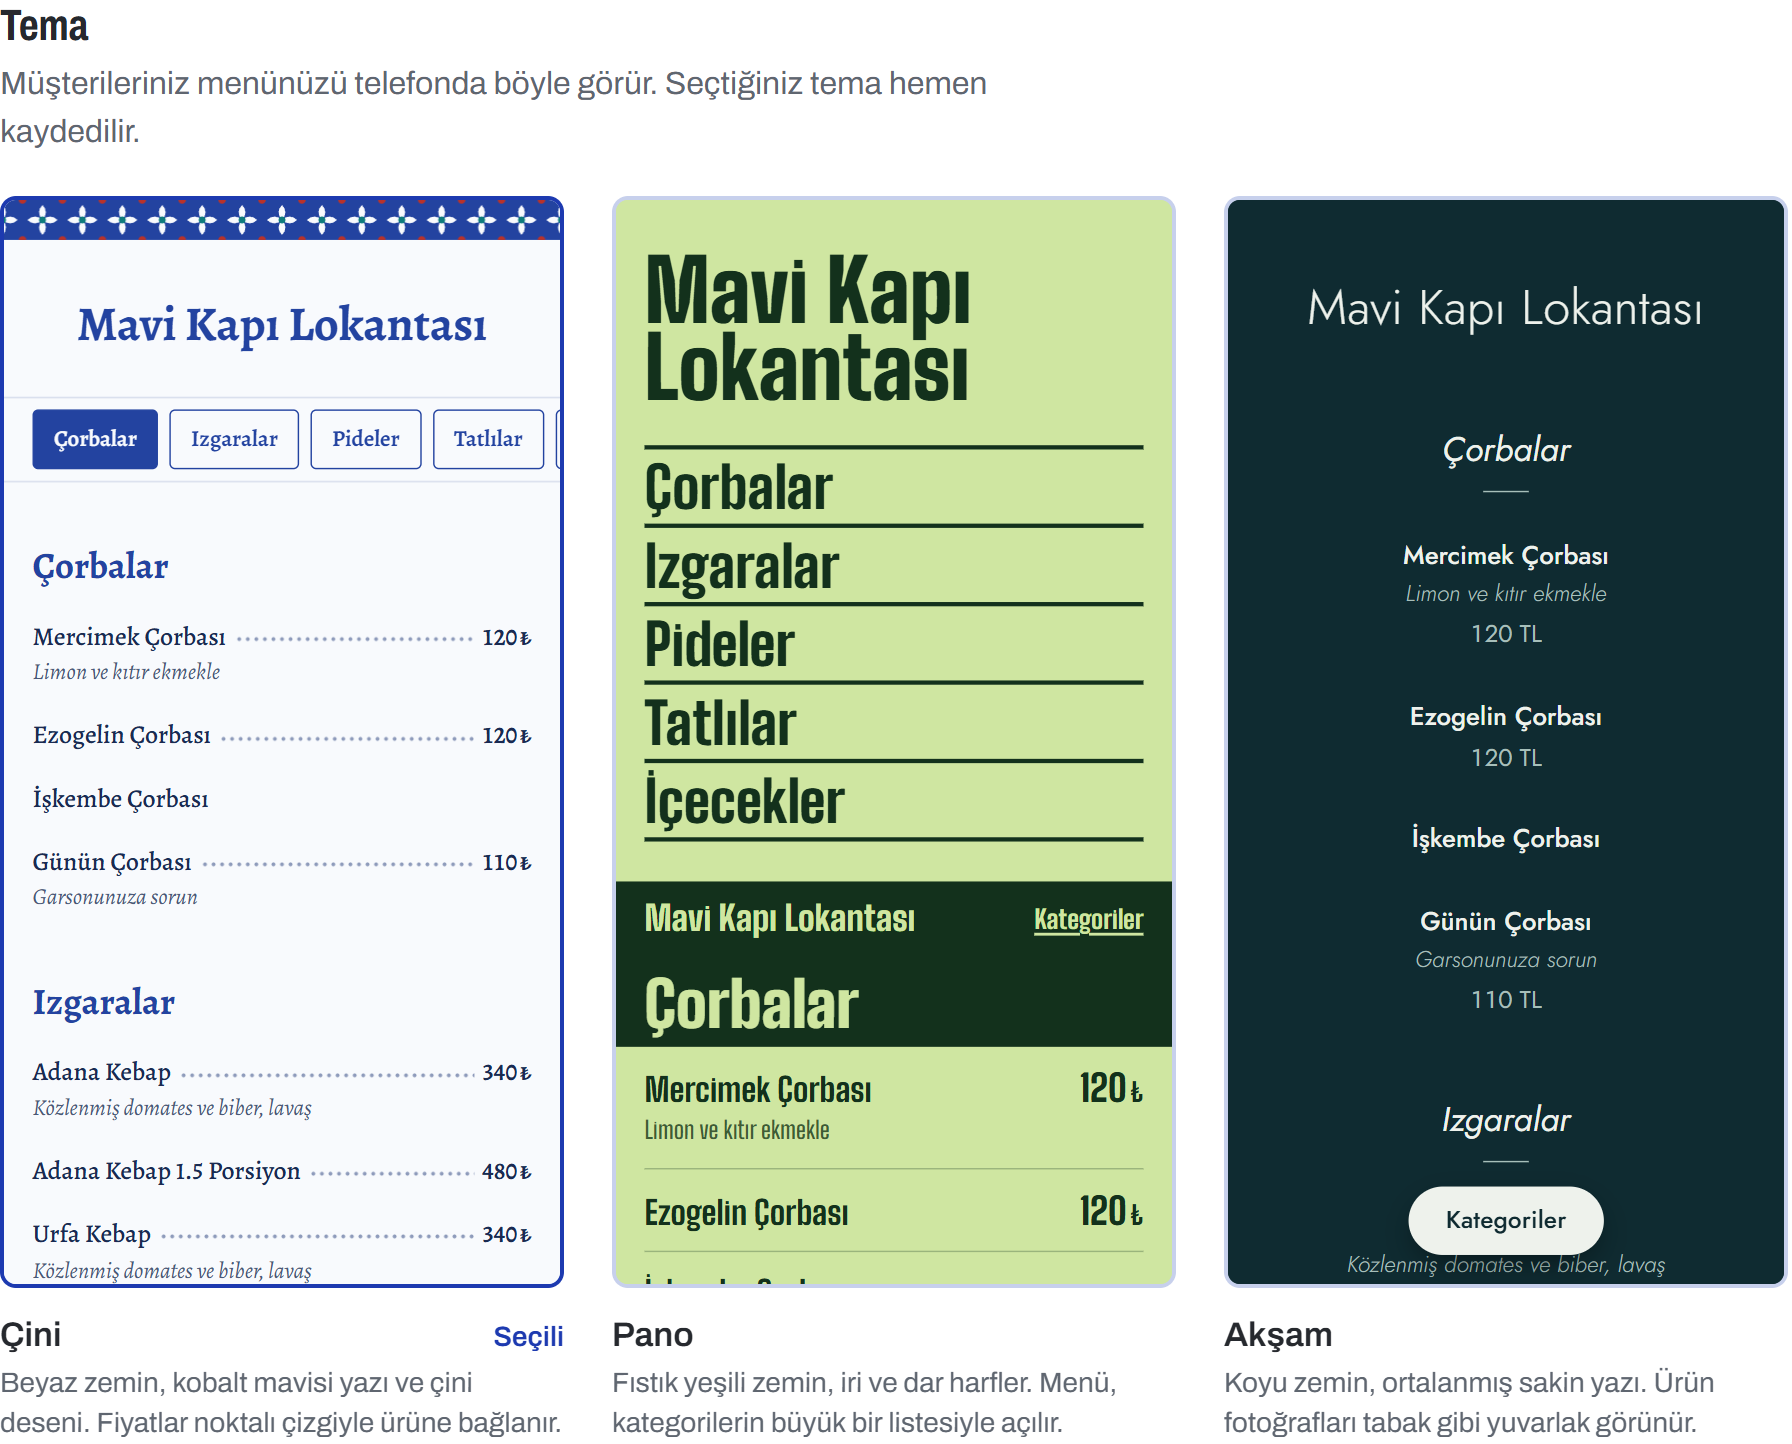 Tema
Müşterileriniz menünüzü telefonda böyle görür. Seçtiğiniz tema hemen
kaydedilir.
Mavi Kapı Lokantası
Çorbalar
Izgaralar
Pideler
Tatlılar
Çorbalar
Mercimek Çorbası 120₺
Limon ve kıtır ekmekle
Ezogelin Çorbası 120₺
İşkembe Çorbası
Günün Çorbası 110₺
Garsonunuza sorun
Izgaralar
Adana Kebap 340₺
Közlenmiş domates ve biber, lavaş
Adana Kebap 1.5 Porsiyon 480₺
Urfa Kebap 340₺
Közlenmiş domates ve biber, lavaş
Çini
Seçili
Beyaz zemin, kobalt mavisi yazı ve çini
deseni. Fiyatlar noktalı çizgiyle ürüne bağlanır.
Mavi Kapı
Lokantası
Çorbalar
Izgaralar
Pideler
Tatlılar
İçecekler
Mavi Kapı Lokantası
Kategoriler
Çorbalar
Mercimek Çorbası 120₺
Limon ve kıtır ekmekle
Ezogelin Çorbası 120₺
Pano
Fıstık yeşili zemin, iri ve dar harfler. Menü,
kategorilerin büyük bir listesiyle açılır.
Mavi Kapı Lokantası
Çorbalar
Mercimek Çorbası
Limon ve kıtır ekmekle
120 TL
Ezogelin Çorbası
120 TL
İşkembe Çorbası
Günün Çorbası
Garsonunuza sorun
110 TL
Izgaralar
Kategoriler
Közlenmiş domates ve biber, lavaş
Akşam
Koyu zemin, ortalanmış sakin yazı. Ürün
fotoğrafları tabak gibi yuvarlak görünür.